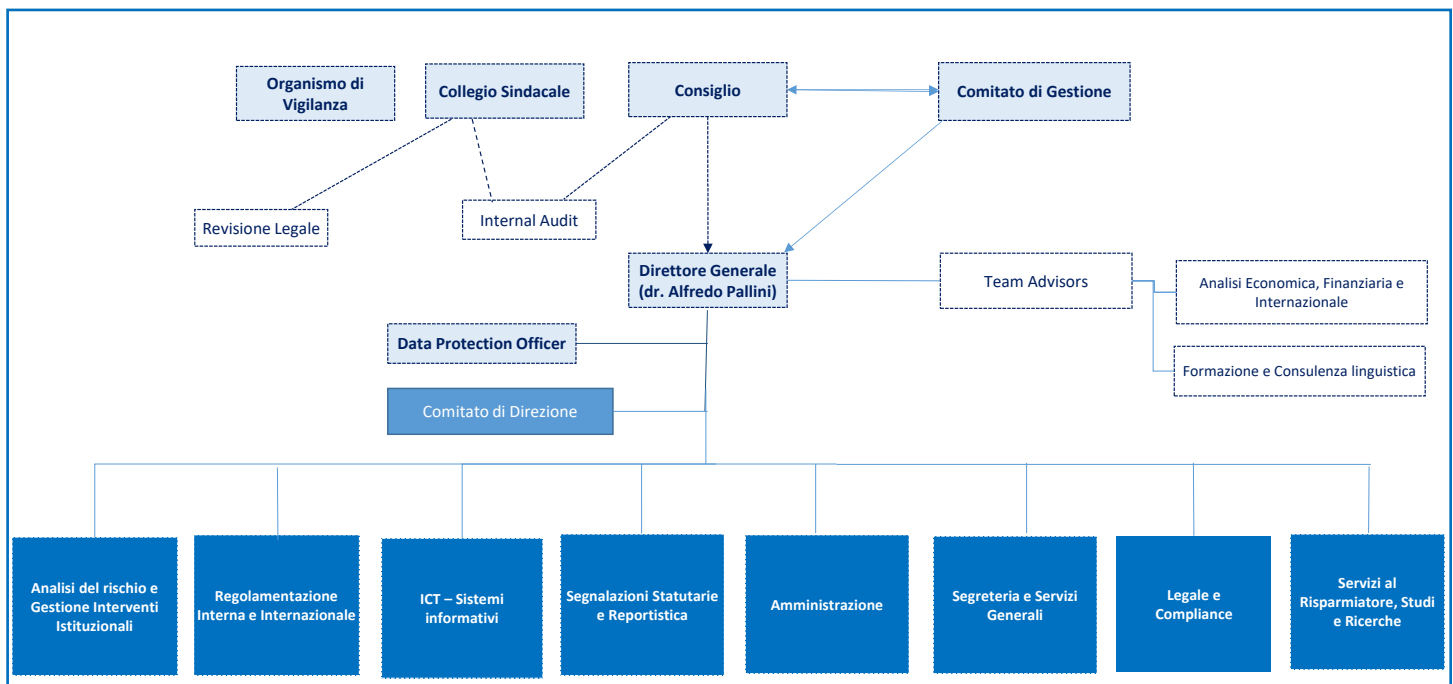 Organismo di
Vigilanza
Collegio Sindacale
Consiglio
Comitato di Gestione
Revisione Legale
Internal Audit
Direttore Generale
(dr. Alfredo Pallini)
Team Advisors
Analisi Economica, Finanziaria e
Internazionale
Data Protection Officer
Formazione e Consulenza linguistica
Comitato di Direzione
Analisi del rischio e
Gestione Interventi
Istituzionali
Regolamentazione
Interna e Internazionale
ICT – Sistemi
informativi
Segnalazioni Statutarie
e Reportistica
Amministrazione
Segreteria e Servizi
Generali
Legale e
Compliance
Servizi al
Risparmiatore, Studi
e Ricerche